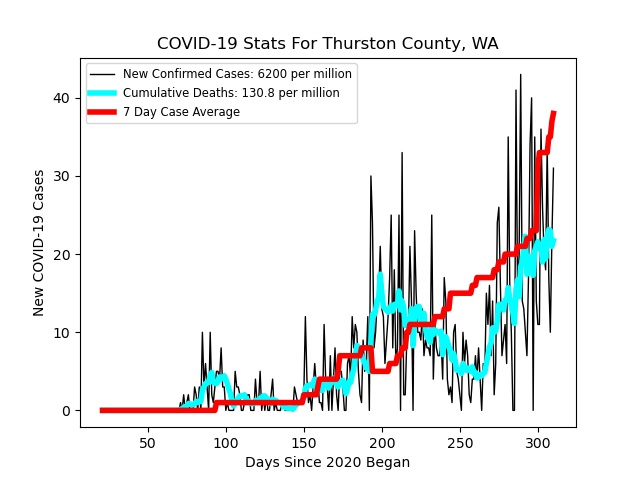 COVID-19 Stats For Thurston County, WA
New Confirmed Cases: 6200 per million
Cumulative Deaths: 130.8 per million
7 Day Case Average
40
30
20
10
0
New COVID-19 Cases
50 100 150 200 250 300
Days Since 2020 Began